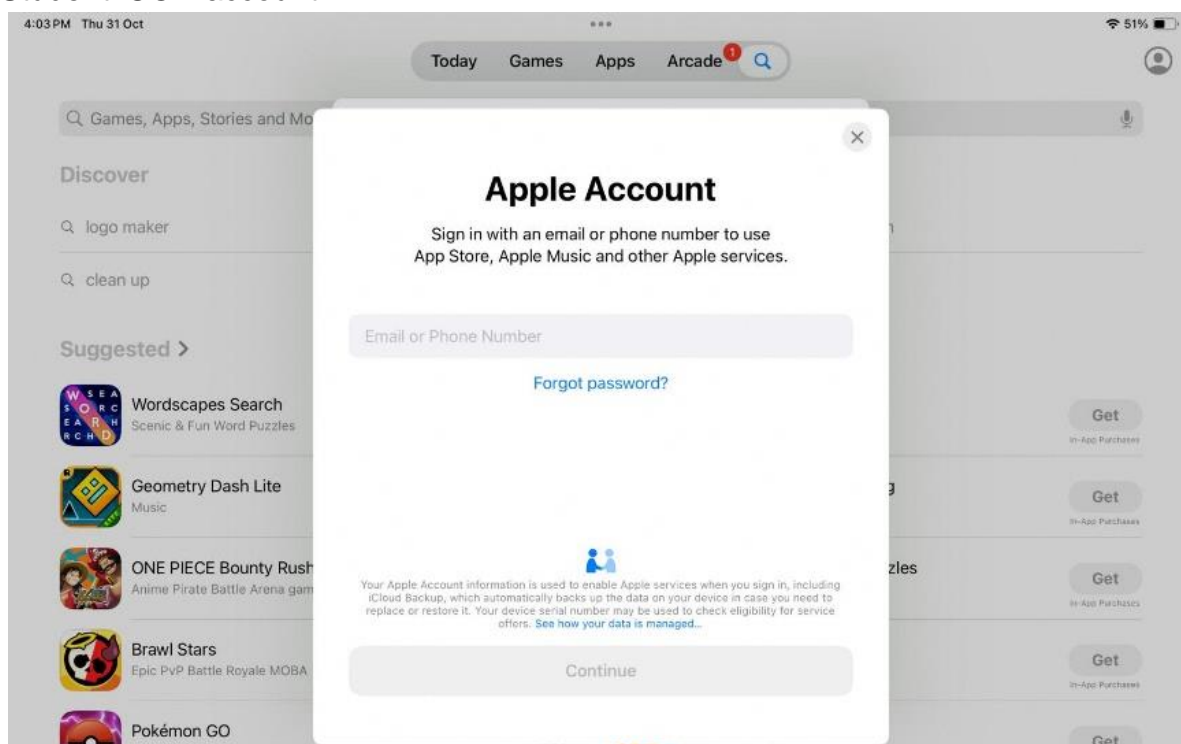 4:03 PM Thu 31 Oct
51%
Today Games Apps Arcade 1
Games, Apps, Stories and Mo
Discover
logo maker
clean up
Suggested >
Wordscapes Search
Scenic & Fun Word Puzzles
Geometry Dash Lite
Music
ONE PIECE Bounty Rush
Anime Pirate Battle Arena gam
Brawl Stars
Epic PvP Battle Royale MOBA
Pokémon GO
Apple Account
Sign in with an email or phone number to use
App Store, Apple Music and other Apple services.
Email or Phone Number
Forgot password?
Your Apple Account information is used to enable Apple services when you sign in, including
iCloud Backup, which automatically backs up the data on your device in case you need to
replace or restore it. Your device serial number may be used to check eligibility for service
offers. See how your data is managed...
Continue
Get
In-App Purchases
g
Get
In-App Purchases
zles
Get
In-App Purchases
Get
In-App Purchases
Get